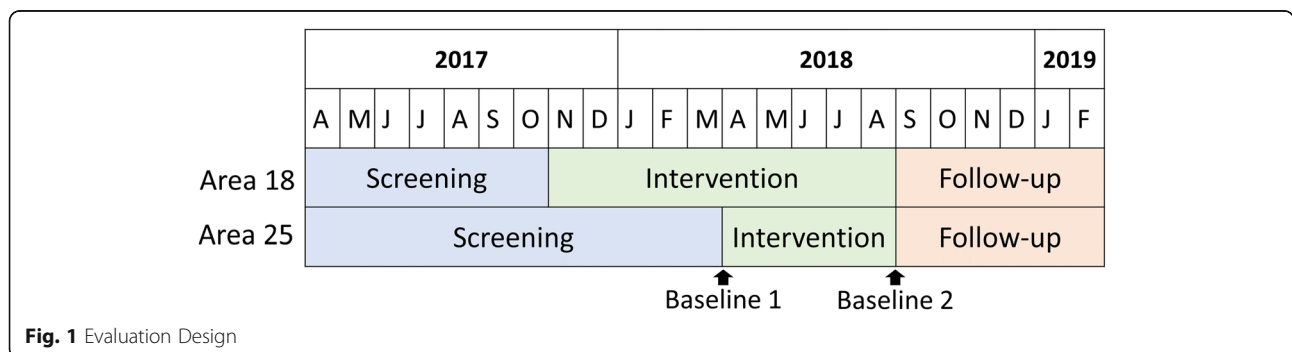 2017 2018 2019
A M J J A S O N D J F M A M J J A S O N D J F
Area 18 Screening Intervention Follow-up
Area 25 Screening Intervention Follow-up
Baseline 1 Baseline 2
Fig. 1 Evaluation Design